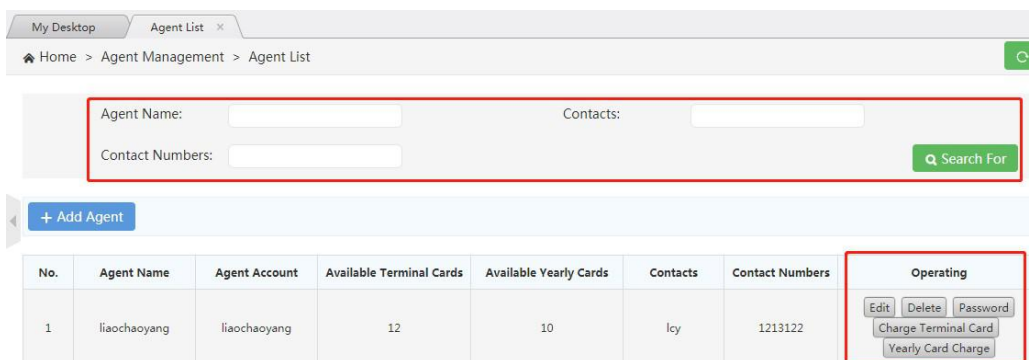 My Desktop Agent List ×
Home > Agent Management > Agent List
Agent Name: Contacts:
Contact Numbers: Search For
+ Add Agent
No. Agent Name Agent Account Available Terminal Cards Available Yearly Cards Contacts Contact Numbers Operating
Edit Delete Password
1 liaochaoyang liaochaoyang 12 10 lcy 1213122 Charge Terminal Card
Yearly Card Charge